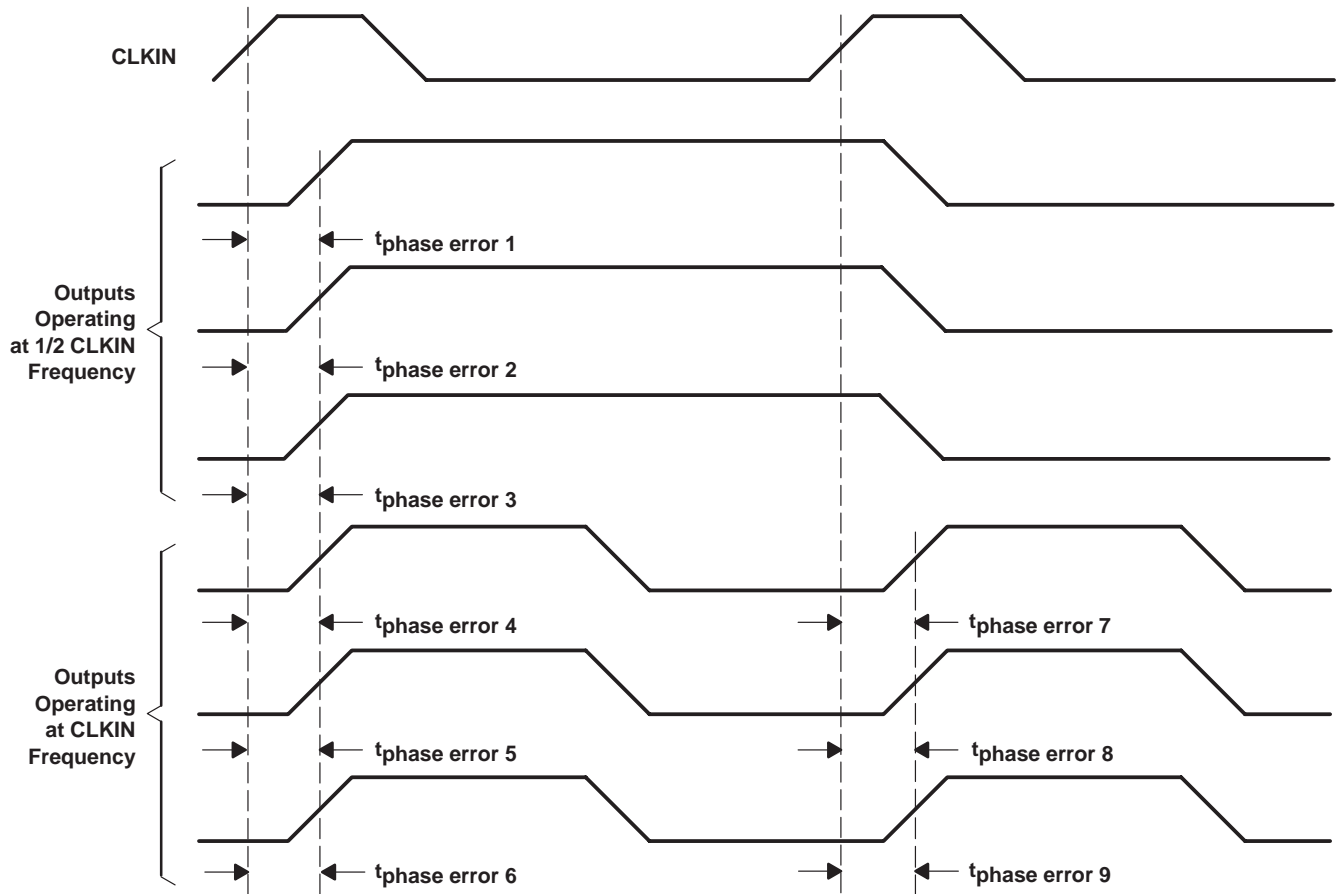 CLKIN
Outputs
Operating
at 1/2 CLKIN
Frequency
tphase error 1
tphase error 2
tphase error 3
Outputs
Operating
at CLKIN
Frequency
tphase error 4
tphase error 7
tphase error 5
tphase error 8
tphase error 6
tphase error 9